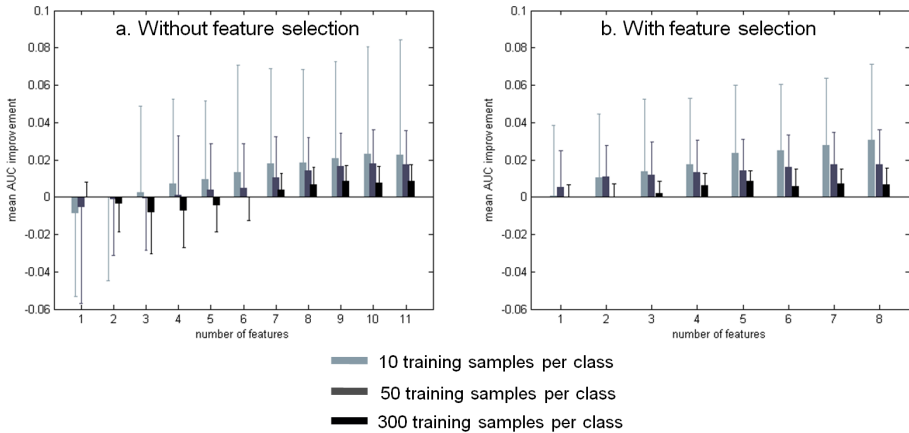 a. Without feature selection
mean AUC improvement
0.1
0.08
0.06
0.04
0.02
0
-0.02
-0.04
-0.06
1 2 3 4 5 6 7 8 9 10 11
number of features
b. With feature selection
mean AUC improvement
0.1
0.08
0.06
0.04
0.02
0
-0.02
-0.04
-0.06
1 2 3 4 5 6 7 8
number of features
10 training samples per class
50 training samples per class
300 training samples per class